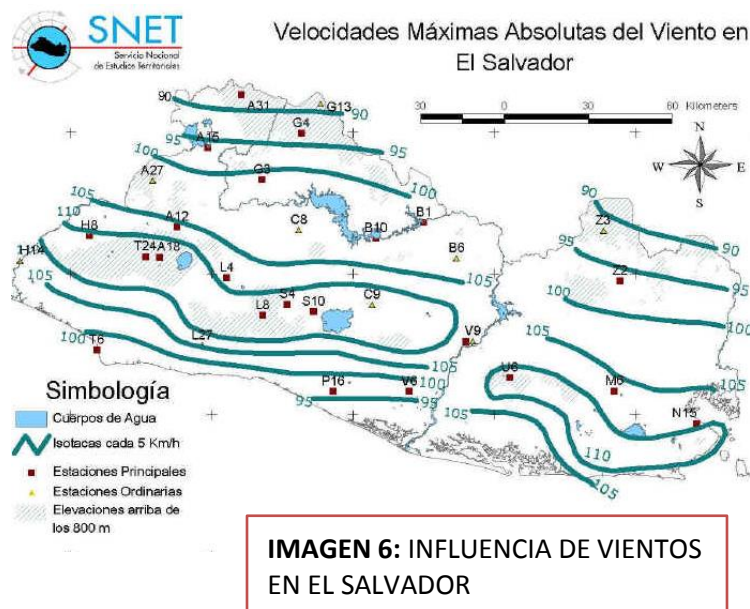 SNET
Servicio Nacional
de Estudios Territoriales
Velocidades Máximas Absolutas del Viento en
El Salvador
30 0 30 60 Kilometers
N
W E
S
90 A31 G13 90
G4
95 A15 95
100 G3 100
A27
105 A12 C8 B10 B1
110
H8 T24 A18 B6
H14 105
105 L4
L8 S4 S10 C9
100 L27 V9
T6 105
P16 V6 100
95 95
90 Z3 90
95 Z2 95
100 100
105 105
U6 M6
105 N15
110
105
Simbología
Cuerpos de Agua
Isotacas cada 5 Km/h
Estaciones Principales
Estaciones Ordinarias
Elevaciones arriba de
los 800 m
IMAGEN 6: INFLUENCIA DE VIENTOS
EN EL SALVADOR